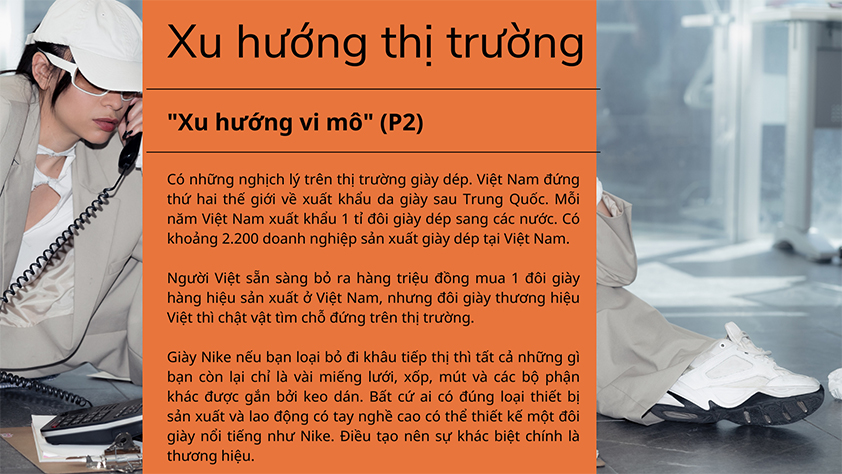 Xu hướng thị trường
"Xu hướng vi mô" (P2)
Có những nghịch lý trên thị trường giày dép. Việt Nam đứng
thứ hai thế giới về xuất khẩu da giày sau Trung Quốc. Mỗi
năm Việt Nam xuất khẩu 1 tỉ đôi giày dép sang các nước. Có
khoảng 2.200 doanh nghiệp sản xuất giày dép tại Việt Nam.
Người Việt sẵn sàng bỏ ra hàng triệu đồng mua 1 đôi giày
hàng hiệu sản xuất ở Việt Nam, nhưng đôi giày thương hiệu
Việt thì chật vật tìm chỗ đứng trên thị trường.
Giày Nike nếu bạn loại bỏ đi khâu tiếp thị thì tất cả những gì
bạn còn lại chỉ là vài miếng lưới, xốp, mút và các bộ phận
khác được gắn bởi keo dán. Bất cứ ai có đúng loại thiết bị
sản xuất và lao động có tay nghề cao có thể thiết kế một đôi
giày nổi tiếng như Nike. Điều tạo nên sự khác biệt chính là
thương hiệu.